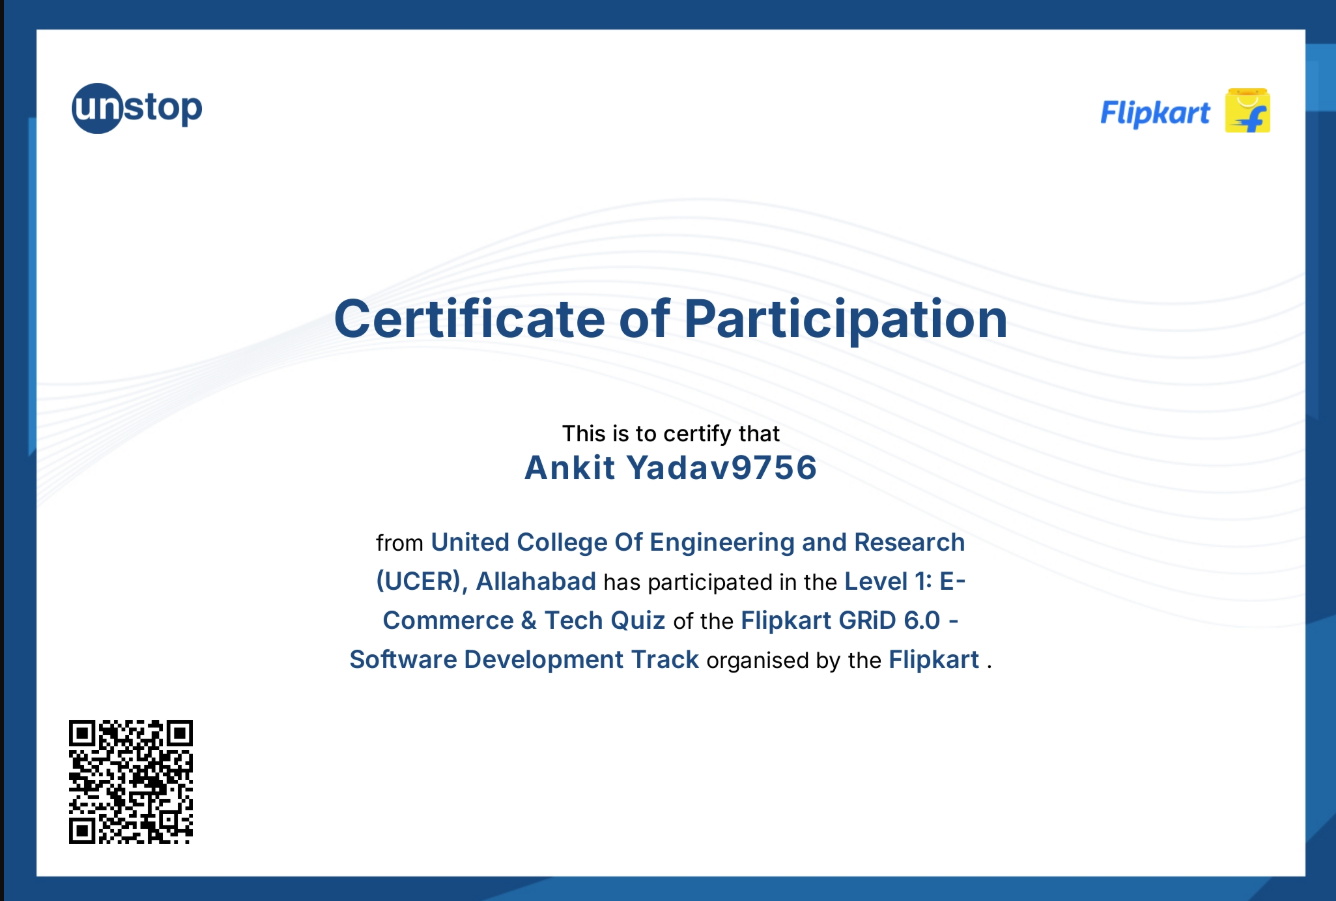 unstop
Flipkart
Certificate of Participation
This is to certify that
Ankit Yadav9756
from United College Of Engineering and Research
(UCER), Allahabad has participated in the Level 1: E-
Commerce & Tech Quiz of the Flipkart GRiD 6.0 -
Software Development Track organised by the Flipkart .